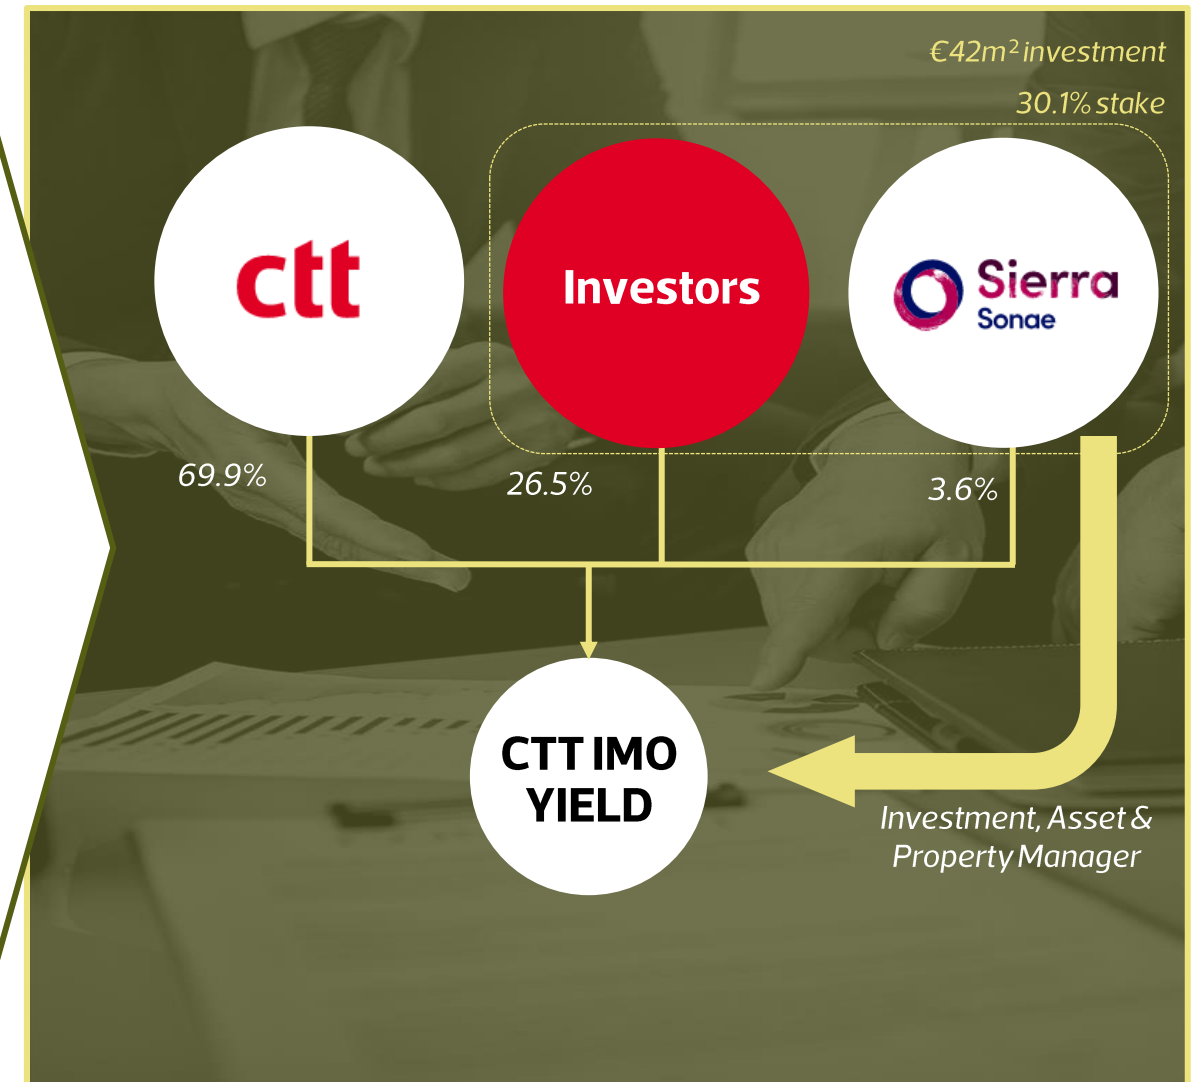 €42m² investment
30.1% stake
ctt
Investors
Sierra
Sonae
69.9%
26.5%
3.6%
CTT IMO
YIELD
Investment, Asset &
Property Manager